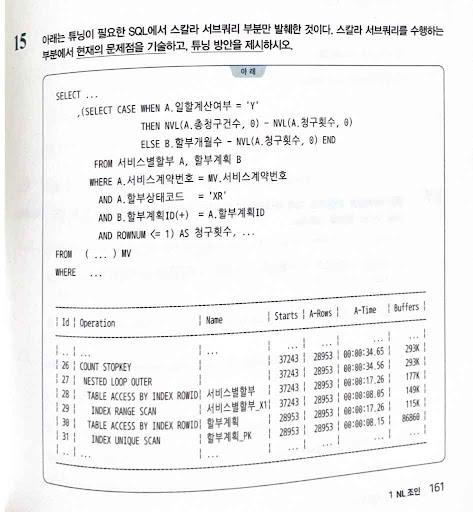 15 아래는 튜닝이 필요한 SQL에서 스칼라 서브쿼리 부분만 발췌한 것이다. 스칼라 서브쿼리를 수행하는
부분에서 현재의 문제점을 기술하고, 튜닝 방안을 제시하시오.
아래
SELECT ...
,(SELECT CASE WHEN A.일할계산여부 = 'Y'
THEN NVL(A.총청구건수, 0) - NVL(A.청구횟수, 0)
ELSE B.할부개월수 - NVL(A.청구횟수, 0) END
FROM 서비스별할부 A, 할부계획 B
WHERE A.서비스계약번호 = MV.서비스계약번호
AND A.할부상태코드 = 'XR'
AND B.할부계획ID(+) = A.할부계획ID
AND ROWNUM <= 1) AS 청구횟수, ...
FROM ( ... ) MV
WHERE ...
| Id | Operation | Name | Starts | A-Rows | A-Time | Buffers |
| .. | ... | ... | ... | ... | ... | ... |
| 26 | COUNT STOPKEY | | 37243 | 28953 | 00:00:34.65 | 293K |
| 27 | NESTED LOOP OUTER | | 37243 | 28953 | 00:00:34.56 | 293K |
| 28 | TABLE ACCESS BY INDEX ROWID | 서비스별할부 | 37243 | 28953 | 00:00:17.26 | 177K |
| 29 | INDEX RANGE SCAN | 서비스별할부_X1 | 37243 | 28953 | 00:00:08.05 | 149K |
| 30 | TABLE ACCESS BY INDEX ROWID | 할부계획 | 28953 | 28953 | 00:00:17.26 | 115K |
| 31 | INDEX UNIQUE SCAN | 할부계획_PK | 28953 | 28953 | 00:00:08.15 | 86860 |
... ... ... ...
1 NL 조인 161